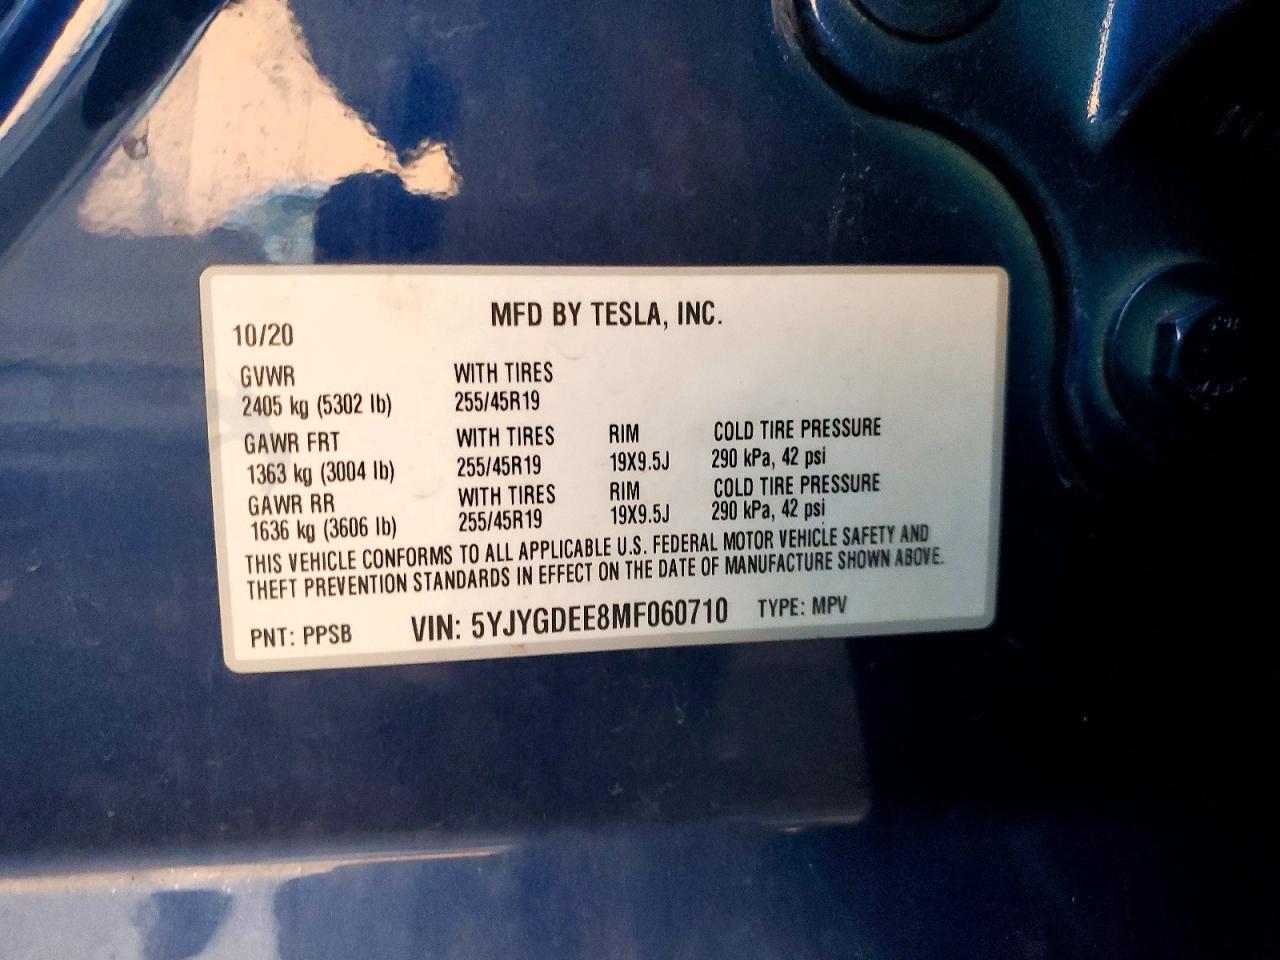 MFD BY TESLA, INC.
10/20
GVWR WITH TIRES
2405 kg (5302 lb) 255/45R19
GAWR FRT WITH TIRES RIM COLD TIRE PRESSURE
1363 kg (3004 lb) 255/45R19 19X9.5J 290 kPa, 42 psi
GAWR RR WITH TIRES RIM COLD TIRE PRESSURE
1636 kg (3606 lb) 255/45R19 19X9.5J 290 kPa, 42 psi
THIS VEHICLE CONFORMS TO ALL APPLICABLE U.S. FEDERAL MOTOR VEHICLE SAFETY AND
THEFT PREVENTION STANDARDS IN EFFECT ON THE DATE OF MANUFACTURE SHOWN ABOVE.
PNT: PPSB VIN: 5YJYGDEE8MF060710 TYPE: MPV